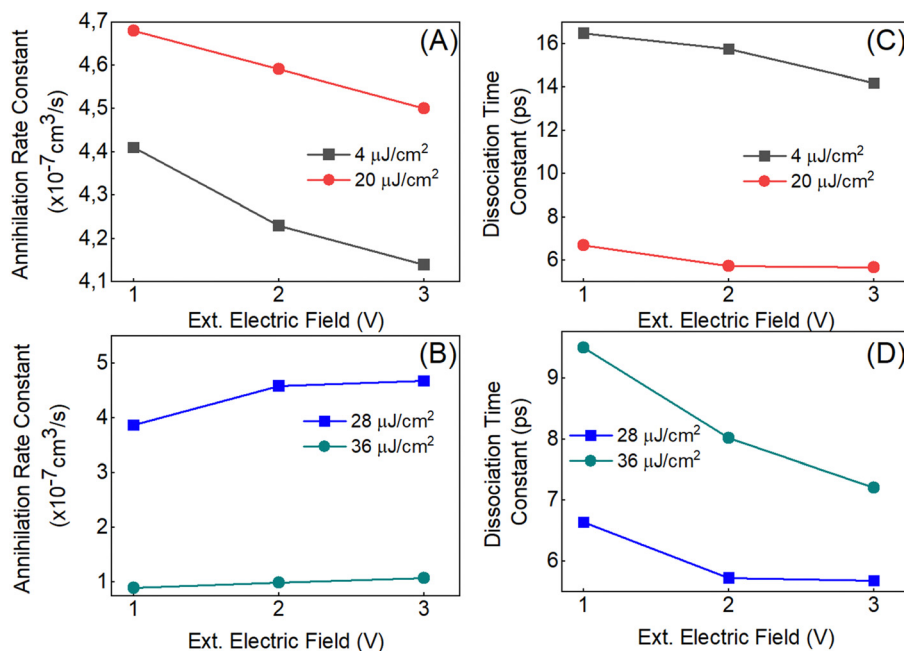 (A)
Annihilation Rate Constant
(x10⁻⁷cm³/s)
4,7
4,6
4,5
4,4
4,3
4,2
4,1
4 μJ/cm²
20 μJ/cm²
1 2 3
Ext. Electric Field (V)
(C)
Dissociation Time
Constant (ps)
16
14
12
10
8
6
4 μJ/cm²
20 μJ/cm²
1 2 3
Ext. Electric Field (V)
(B)
Annihilation Rate Constant
(x10⁻⁷cm³/s)
5
4
3
2
1
28 μJ/cm²
36 μJ/cm²
1 2 3
Ext. Electric Field (V)
(D)
Dissociation Time
Constant (ps)
9
8
7
6
28 μJ/cm²
36 μJ/cm²
1 2 3
Ext. Electric Field (V)